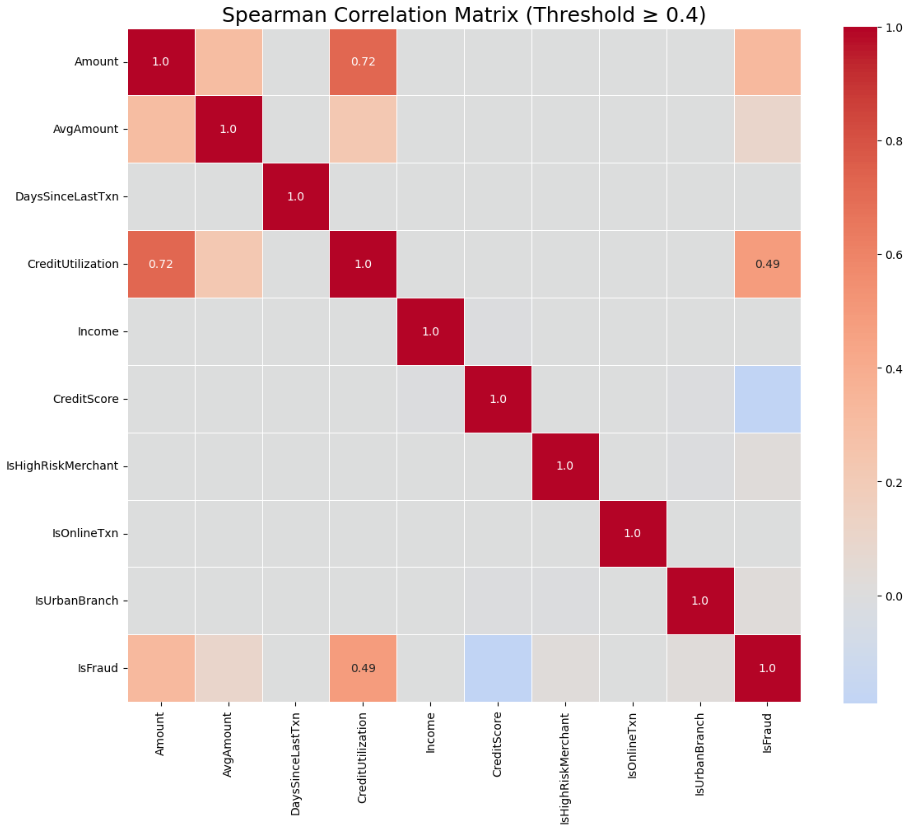 Spearman Correlation Matrix (Threshold ≥ 0.4)
Amount
AvgAmount
DaysSinceLastTxn
CreditUtilization
Income
CreditScore
IsHighRiskMerchant
IsOnlineTxn
IsUrbanBranch
IsFraud
1.0 0.72
1.0
1.0
0.72 1.0 0.49
1.0
1.0
1.0
1.0
1.0
0.49 1.0
Amount
AvgAmount
DaysSinceLastTxn
CreditUtilization
Income
CreditScore
IsHighRiskMerchant
IsOnlineTxn
IsUrbanBranch
IsFraud
1.0
0.8
0.6
0.4
0.2
0.0